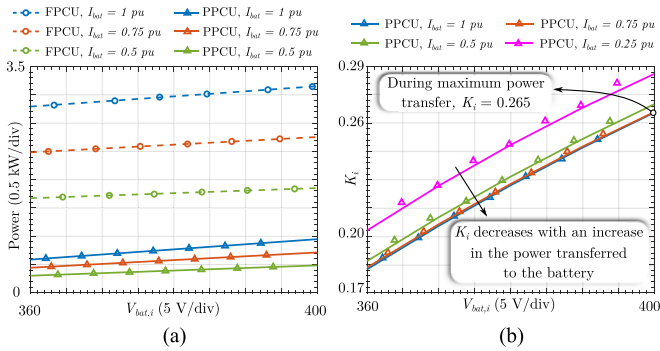 FPCU, I_bat = 1 pu
PPCU, I_bat = 1 pu
FPCU, I_bat = 0.75 pu
PPCU, I_bat = 0.75 pu
FPCU, I_bat = 0.5 pu
PPCU, I_bat = 0.5 pu
3.5
Power (0.5 kW/div)
0
360
V_bat,i (5 V/div)
400
(a)
PPCU, I_bat = 1 pu
PPCU, I_bat = 0.75 pu
PPCU, I_bat = 0.5 pu
PPCU, I_bat = 0.25 pu
0.29
During maximum power
transfer, K_i = 0.265
0.26
K_i
0.20
K_i decreases with an increase
in the power transferred
to the battery
0.17
360
V_bat,i (5 V/div)
400
(b)